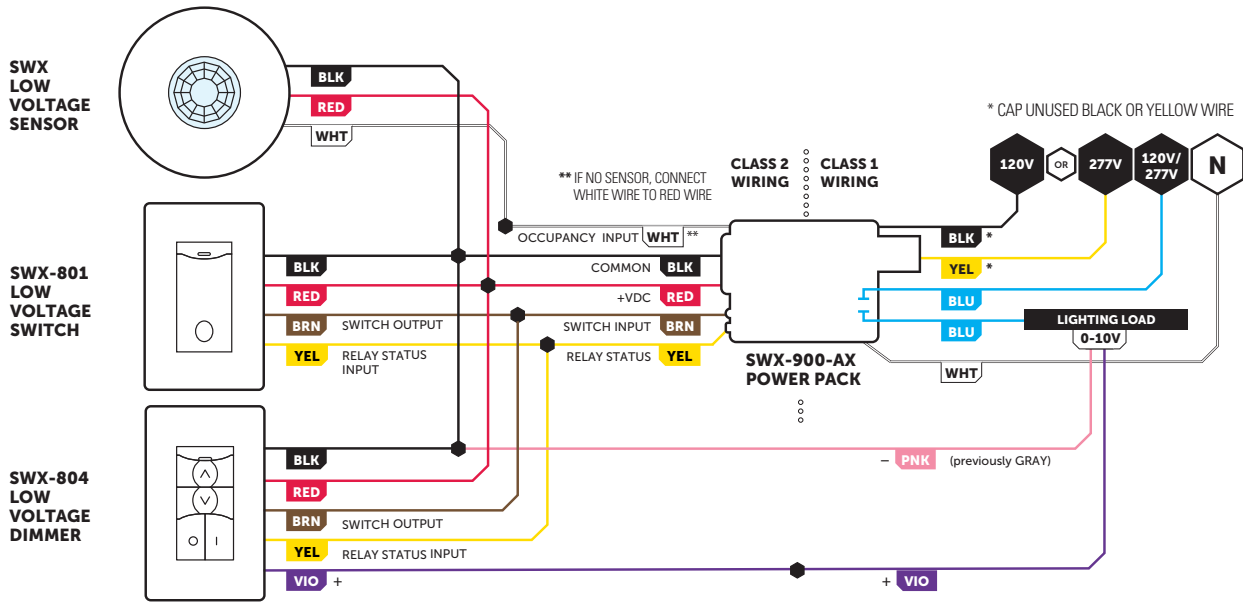 SWX
LOW
VOLTAGE
SENSOR
BLK
RED
WHT
** IF NO SENSOR, CONNECT
WHITE WIRE TO RED WIRE
CLASS 2
WIRING
CLASS 1
WIRING
* CAP UNUSED BLACK OR YELLOW WIRE
120V
OR
277V
120V/
277V
N
OCCUPANCY INPUT WHT **
SWX-801
LOW
VOLTAGE
SWITCH
BLK
RED
BRN SWITCH OUTPUT
YEL RELAY STATUS
INPUT
COMMON BLK
+VDC RED
SWITCH INPUT BRN
RELAY STATUS YEL
SWX-900-AX
POWER PACK
BLK *
YEL *
BLU
BLU
WHT
LIGHTING LOAD
0-10V
SWX-804
LOW
VOLTAGE
DIMMER
BLK
RED
BRN SWITCH OUTPUT
YEL RELAY STATUS INPUT
VIO +
– PNK (previously GRAY)
+ VIO